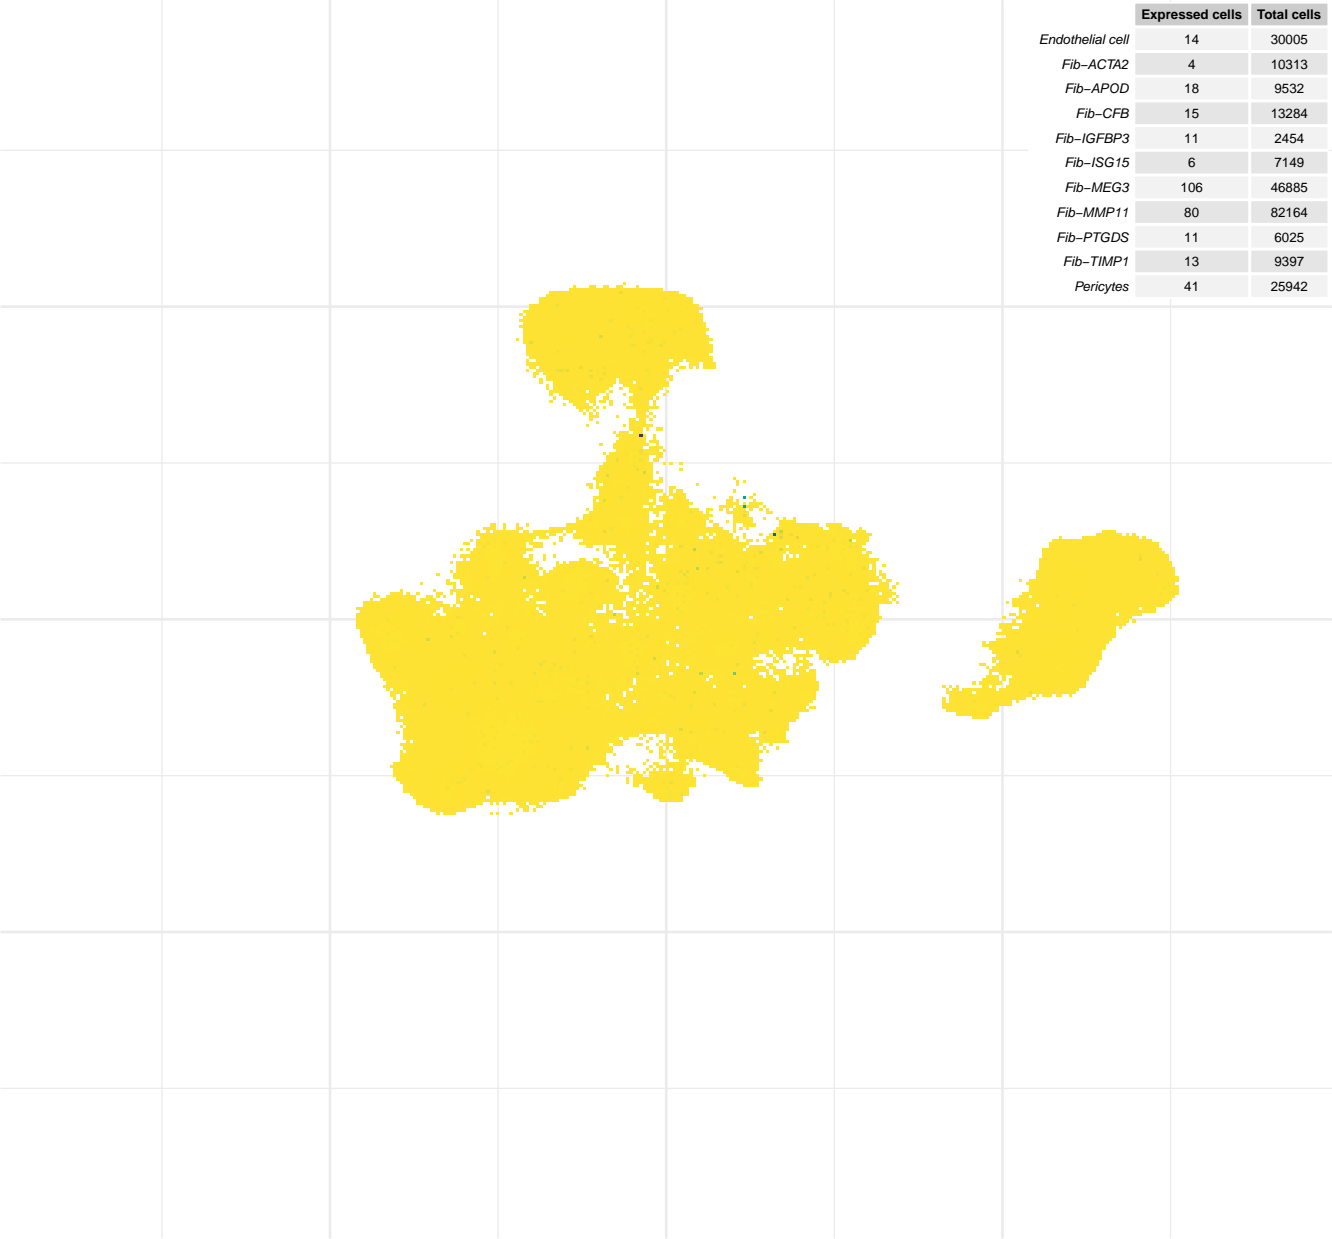 Expressed cells Total cells
Endothelial cell 14 30005
Fib−ACTA2 4 10313
Fib−APOD 18 9532
Fib−CFB 15 13284
Fib−IGFBP3 11 2454
Fib−ISG15 6 7149
Fib−MEG3 106 46885
Fib−MMP11 80 82164
Fib−PTGDS 11 6025
Fib−TIMP1 13 9397
Pericytes 41 25942